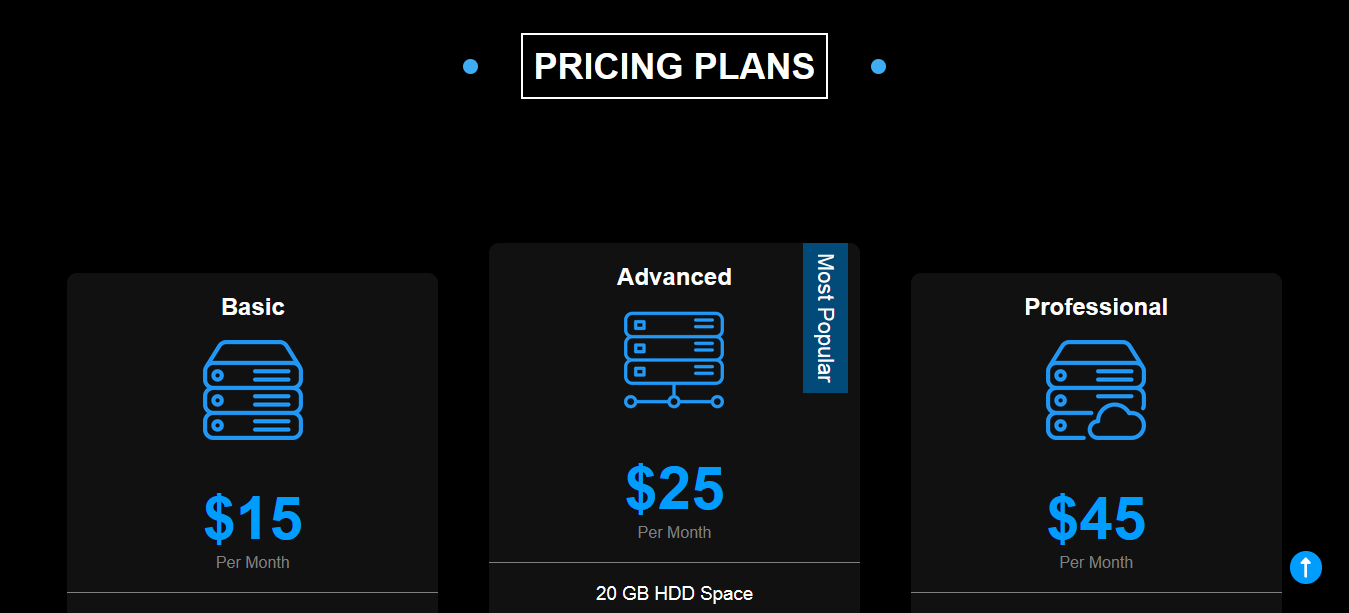 PRICING PLANS
Basic
$15
Per Month
Advanced
Most Popular
$25
Per Month
20 GB HDD Space
Professional
$45
Per Month